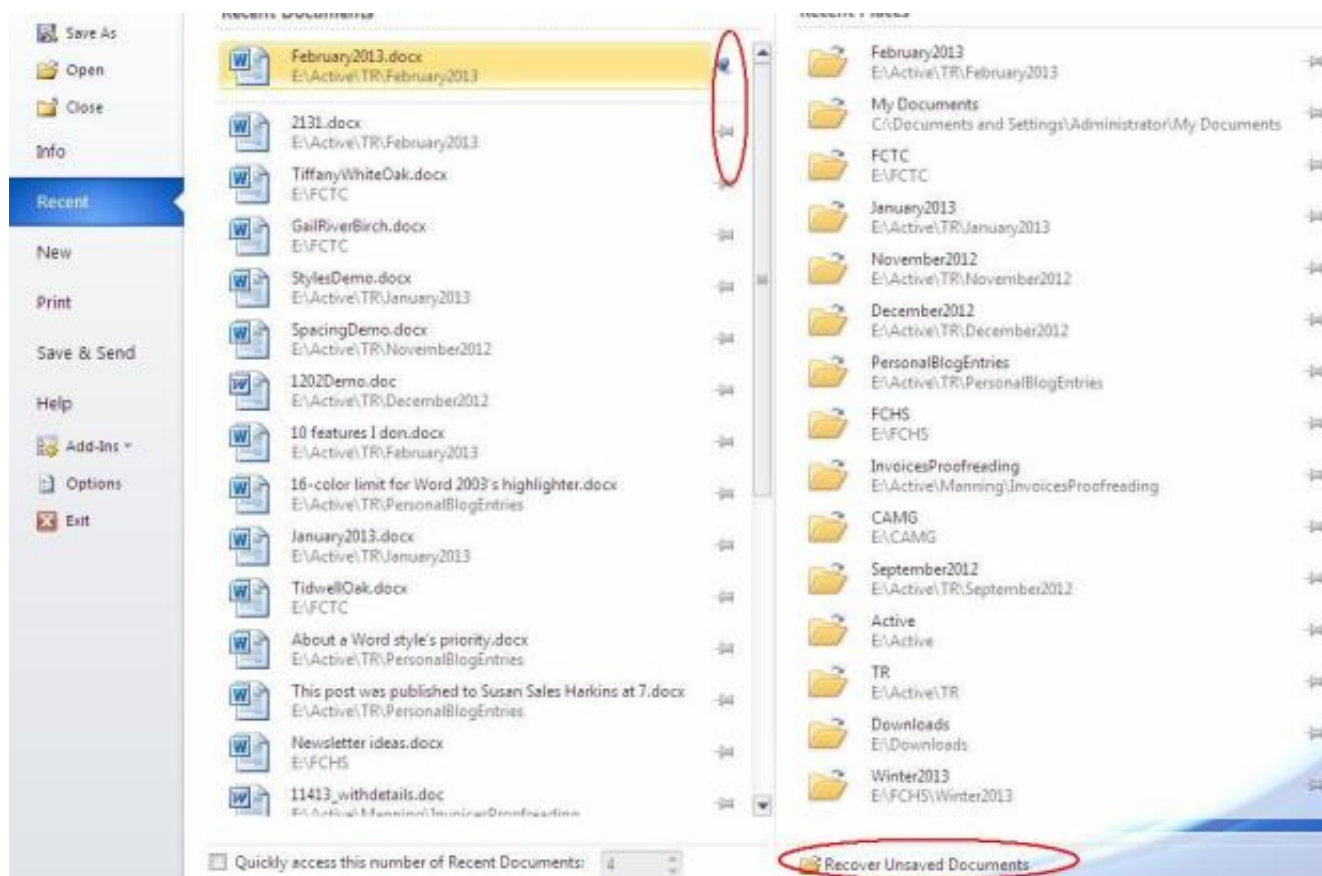 Recent Documents
Recent Places
Save As
Open
Close
Info
Recent
New
Print
Save & Send
Help
Add-Ins
Options
Exit
February2013.docx
E:\Active\TR\February2013
2131.docx
E:\Active\TR\February2013
TiffanyWhiteOak.docx
E:\FCTC
GailRiverBirch.docx
E:\FCTC
StylesDemo.docx
E:\Active\TR\January2013
SpacingDemo.docx
E:\Active\TR\November2012
1202Demo.doc
E:\Active\TR\December2012
10 features I don.docx
E:\Active\TR\February2013
16-color limit for Word 2003's highlighter.docx
E:\Active\TR\PersonalBlogEntries
January2013.docx
E:\Active\TR\January2013
TidwellOak.docx
E:\FCTC
About a Word style's priority.docx
E:\Active\TR\PersonalBlogEntries
This post was published to Susan Sales Harkins at 7.docx
E:\Active\TR\PersonalBlogEntries
Newsletter ideas.docx
E:\FCHS
11413_withdetails.doc
E:\Active\Manning\InvoicesProofreading
Quickly access this number of Recent Documents: 4
February2013
E:\Active\TR\February2013
My Documents
C:\Documents and Settings\Administrator\My Documents
FCTC
E:\FCTC
January2013
E:\Active\TR\January2013
November2012
E:\Active\TR\November2012
December2012
E:\Active\TR\December2012
PersonalBlogEntries
E:\Active\TR\PersonalBlogEntries
FCHS
E:\FCHS
InvoicesProofreading
E:\Active\Manning\InvoicesProofreading
CAMG
E:\CAMG
September2012
E:\Active\TR\September2012
Active
E:\Active
TR
E:\Active\TR
Downloads
E:\Downloads
Winter2013
E:\FCHS\Winter2013
Recover Unsaved Documents